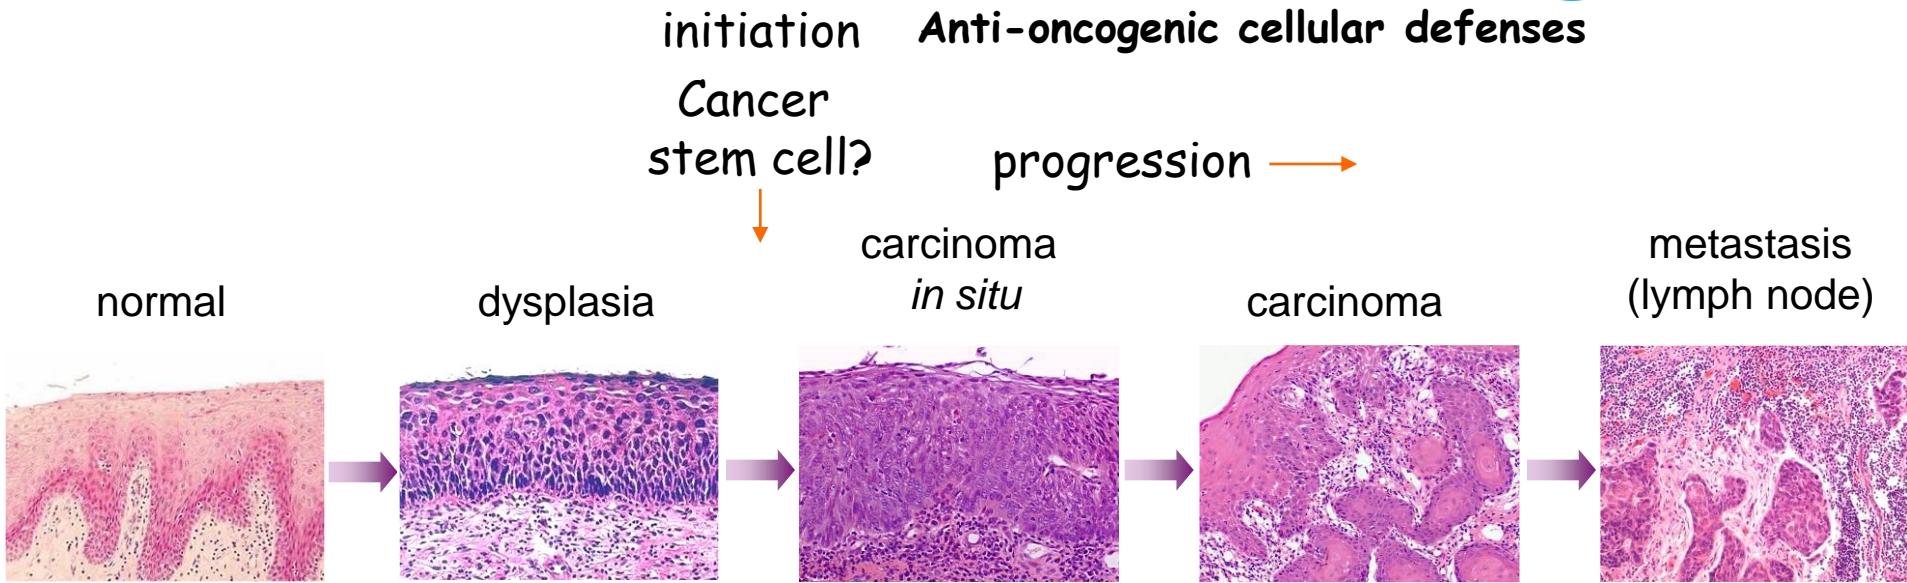 initiation
Anti-oncogenic cellular defenses
Cancer
stem cell?
progression
normal
dysplasia
carcinoma
in situ
carcinoma
metastasis
(lymph node)